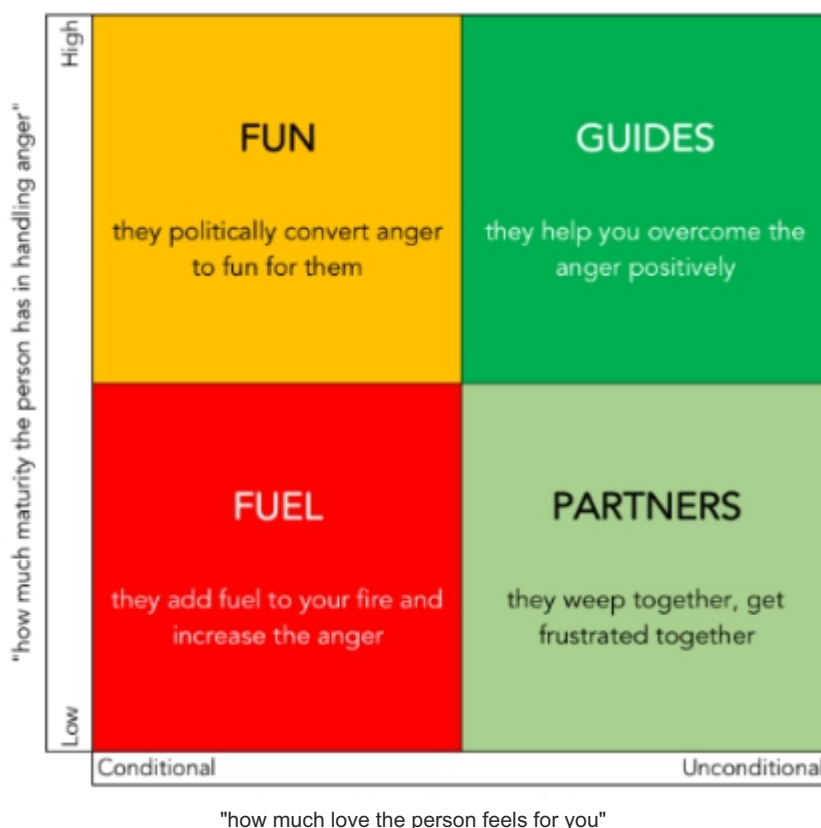 High
"how much maturity the person has in handling anger"
FUN
they politically convert anger
to fun for them
GUIDES
they help you overcome the
anger positively
FUEL
they add fuel to your fire and
increase the anger
PARTNERS
they weep together, get
frustrated together
Low
Conditional
Unconditional
"how much love the person feels for you"